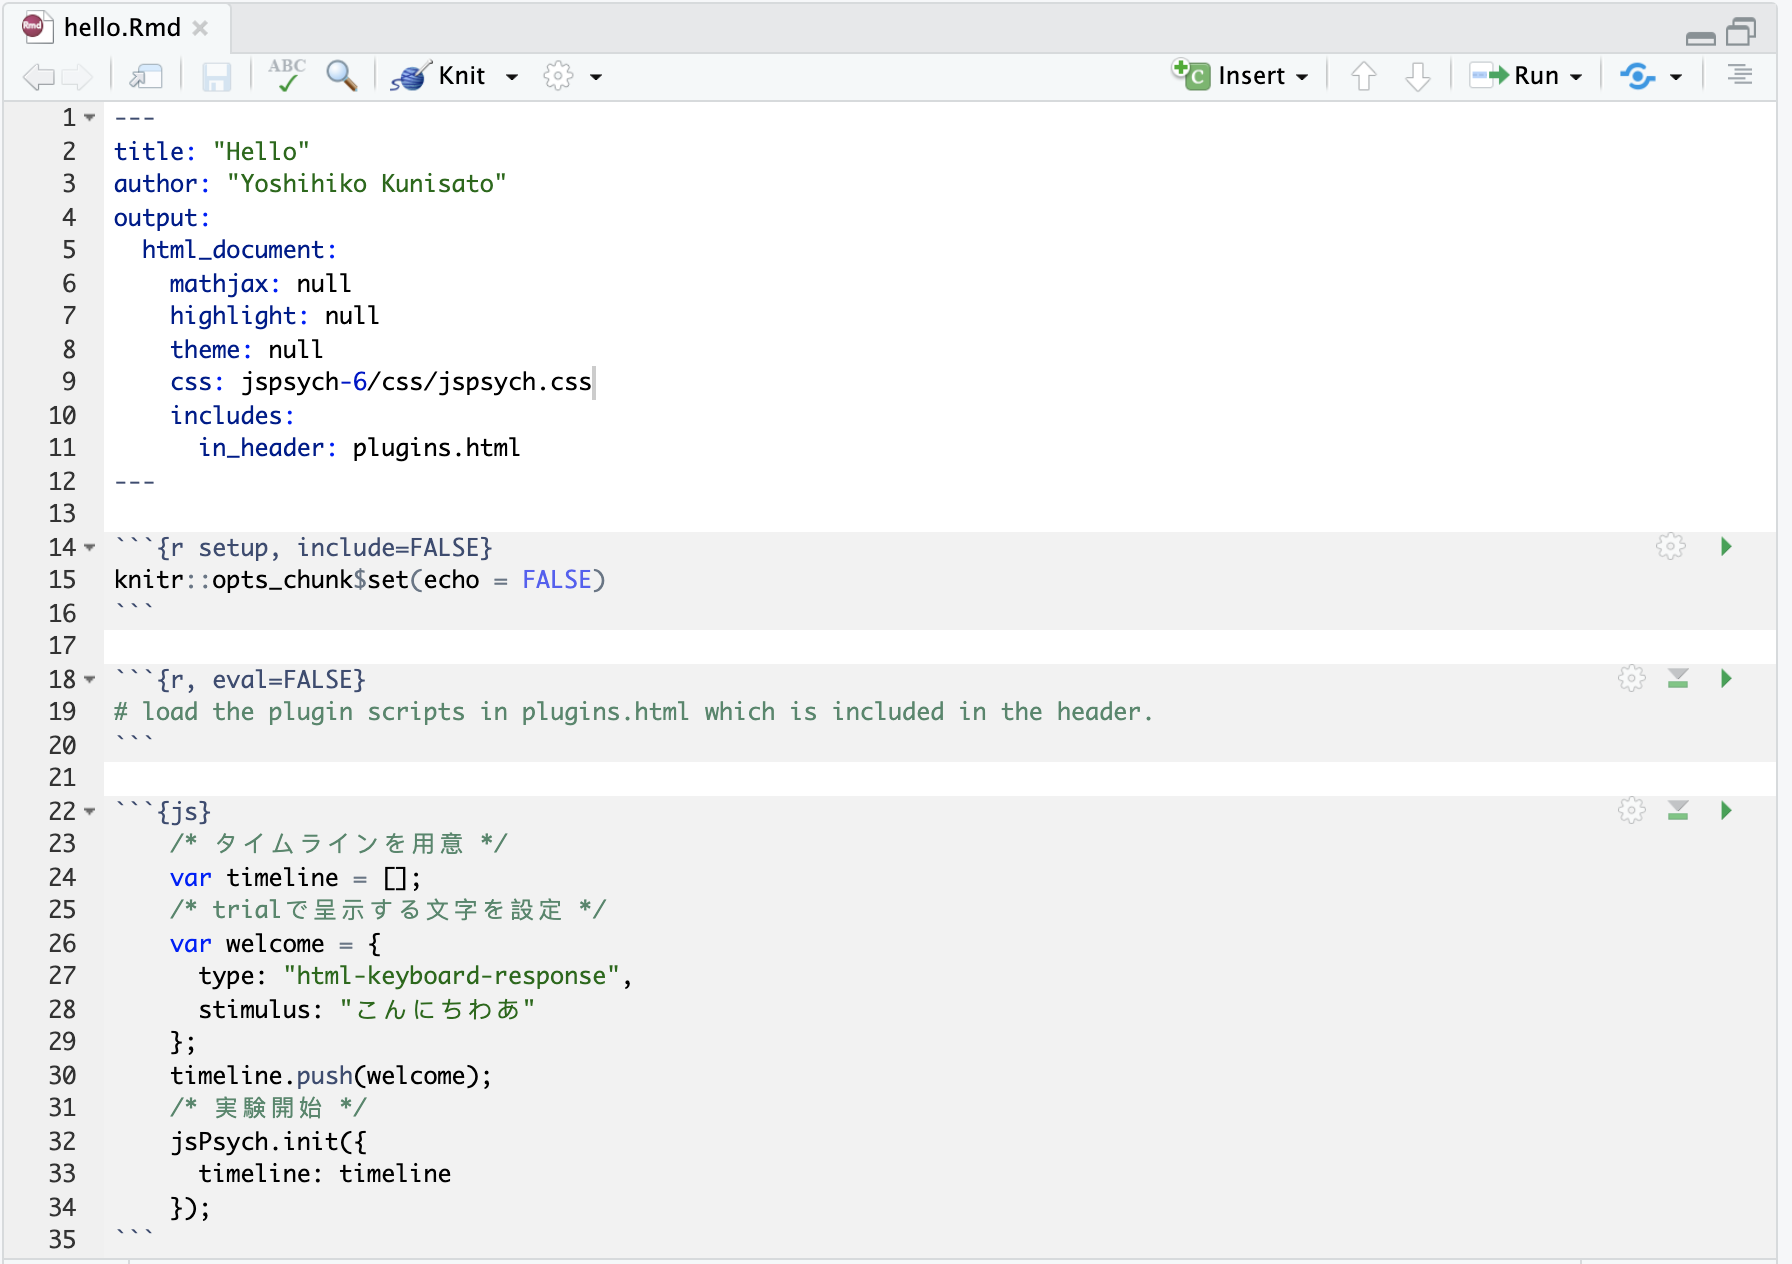 hello.Rmd
ABC Knit Insert Run
1 ---
2 title: "Hello"
3 author: "Yoshihiko Kunisato"
4 output:
5   html_document:
6     mathjax: null
7     highlight: null
8     theme: null
9     css: jspsych-6/css/jspsych.css
10     includes:
11       in_header: plugins.html
12 ---
13
14 ```{r setup, include=FALSE}
15 knitr::opts_chunk$set(echo = FALSE)
16 ```
17
18 ```{r, eval=FALSE}
19 # load the plugin scripts in plugins.html which is included in the header.
20 ```
21
22 ```{js}
23     /* タイムラインを用意 */
24     var timeline = [];
25     /* trialで呈示する文字を設定 */
26     var welcome = {
27       type: "html-keyboard-response",
28       stimulus: "こんにちわあ"
29     };
30     timeline.push(welcome);
31     /* 実験開始 */
32     jsPsych.init({
33       timeline: timeline
34     });
35 ```